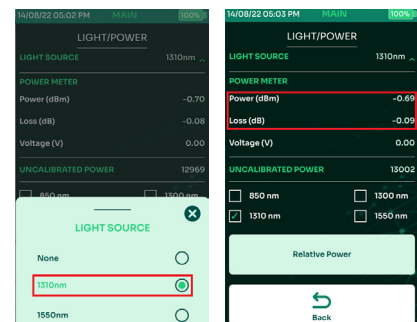 14/08/22 05:02 PM MAIN 100%
LIGHT/POWER
LIGHT SOURCE 1310nm
POWER METER
Power (dBm) -0.70
Loss (dB) -0.08
Voltage (V) 0.00
UNCALIBRATED POWER 12969
850 nm 1300 nm
LIGHT SOURCE
None
1310nm
1550nm
14/08/22 05:03 PM MAIN 100%
LIGHT/POWER
LIGHT SOURCE 1310nm
POWER METER
Power (dBm) -0.69
Loss (dB) -0.09
Voltage (V) 0.00
UNCALIBRATED POWER 13002
850 nm 1300 nm
1310 nm 1550 nm
Relative Power
Back